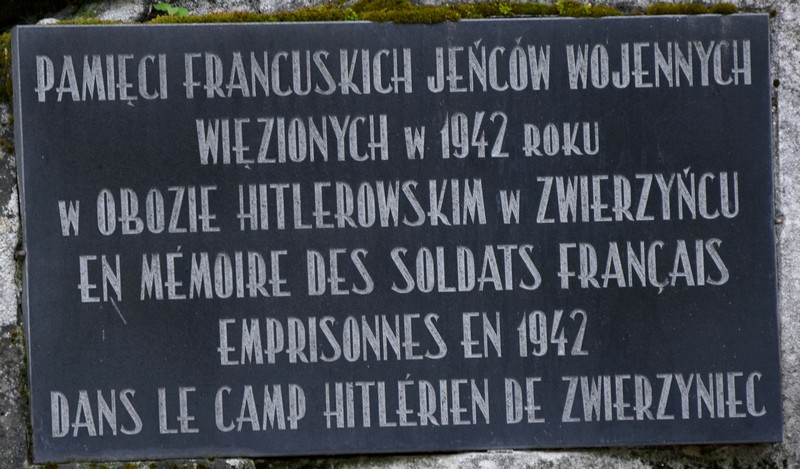 PAMIĘCI FRANCUSKICH JEŃCÓW WOJENNYCH
WIĘZIONYCH W 1942 ROKU
W OBOZIE HITLEROWSKIM W ZWIERZYŃCU
EN MÉMOIRE DES SOLDATS FRANÇAIS
EMPRISONNES EN 1942
DANS LE CAMP HITLÉRIEN DE ZWIERZYNIEC